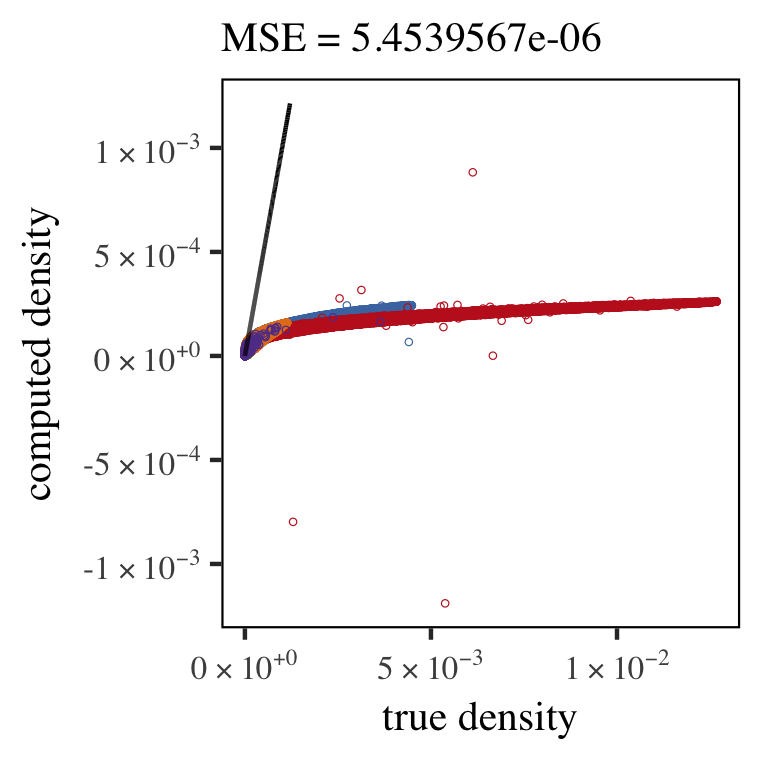 MSE = 5.4539567e-06
computed density
1 × 10⁻³
5 × 10⁻⁴
0 × 10⁺⁰
-5 × 10⁻⁴
-1 × 10⁻³
0 × 10⁺⁰ 5 × 10⁻³ 1 × 10⁻²
true density